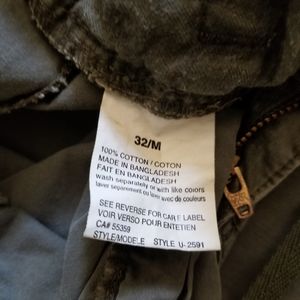 32/M
100% COTTON / COTON
MADE IN BANGLADESH
FAIT EN BANGLADESH
wash separately or with like colors
laver separement ou avec de couleurs
SEE REVERSE FOR CARE LABEL
VOIR VERSO POUR ENTETIEN
CA# 55359
STYLE/MODELE STYLE U-2591